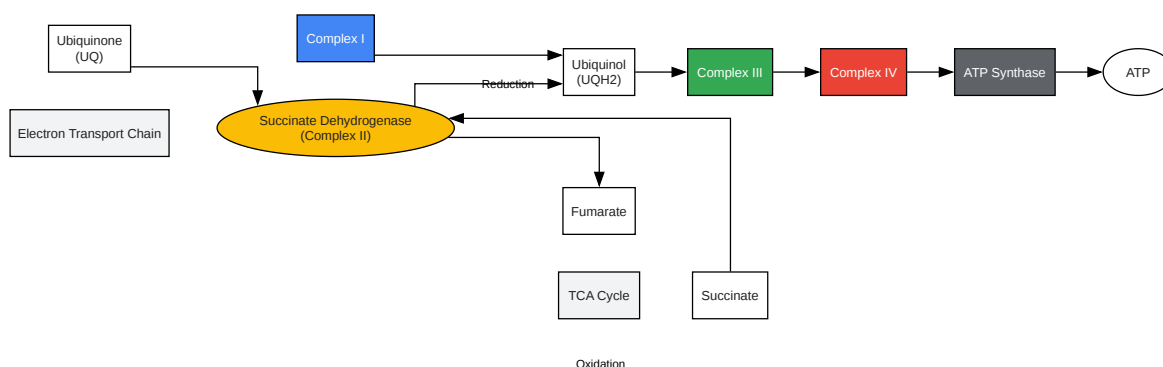 Complex I
Ubiquinone
(UQ)
Ubiquinol
(UQH2)
Complex III
Complex IV
ATP Synthase
ATP
Reduction
Electron Transport Chain
Succinate Dehydrogenase
(Complex II)
Fumarate
TCA Cycle
Succinate
Oxidation